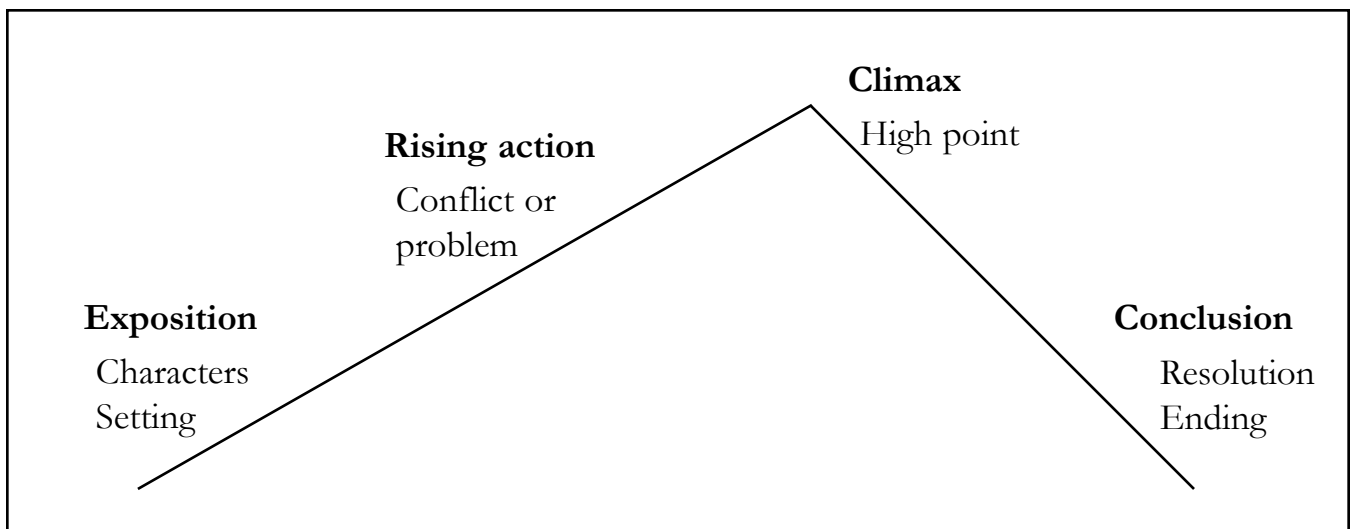 Climax
High point
Rising action
Conflict or
problem
Exposition
Characters
Setting
Conclusion
Resolution
Ending